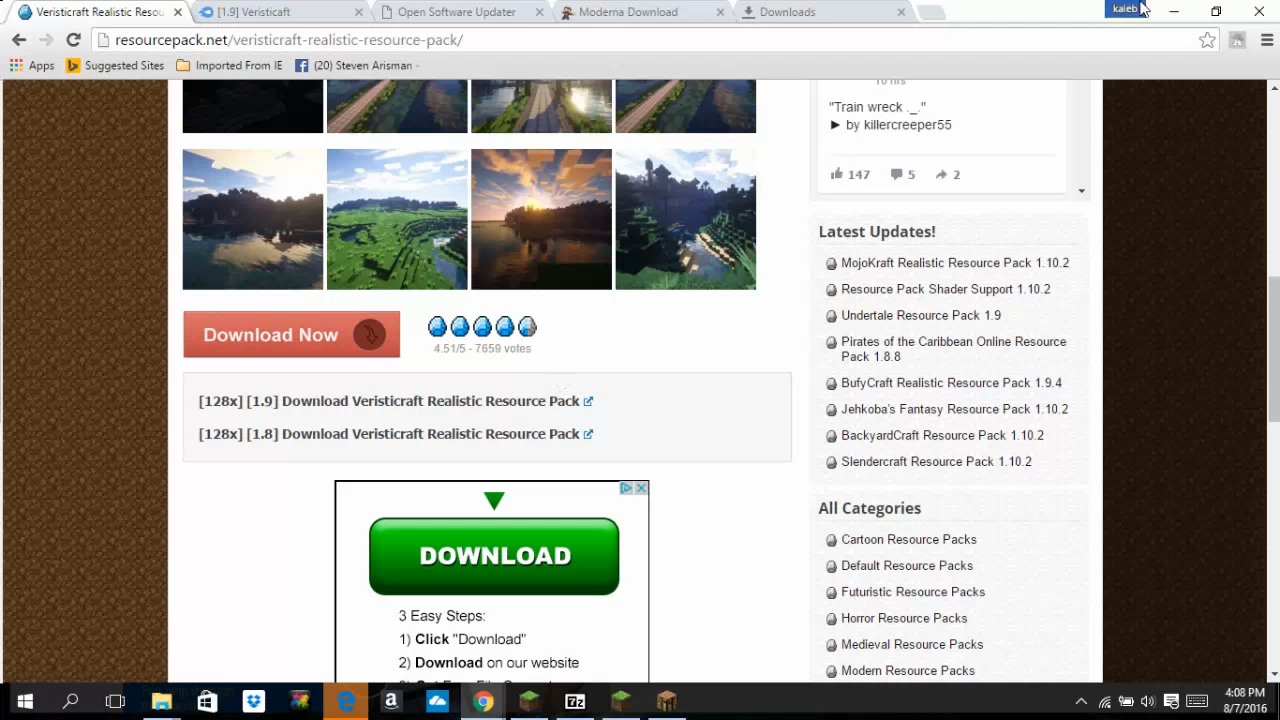 Veristicraft Realistic Resou
[1.9] Veristicaft
Open Software Updater
Moderna Download
Downloads
kaleb
resourcepack.net/veristicraft-realistic-resource-pack/
Apps
Suggested Sites
Imported From IE
(20) Steven Arisman -
10 hrs
"Train wreck ._."
► by killercreeper55
147
5
2
Latest Updates!
MojoKraft Realistic Resource Pack 1.10.2
Resource Pack Shader Support 1.10.2
Undertale Resource Pack 1.9
Pirates of the Caribbean Online Resource
Pack 1.8.8
BufyCraft Realistic Resource Pack 1.9.4
Jehkoba's Fantasy Resource Pack 1.10.2
BackyardCraft Resource Pack 1.10.2
Slendercraft Resource Pack 1.10.2
Download Now
4.51/5 - 7659 votes
[128x] [1.9] Download Veristicraft Realistic Resource Pack
[128x] [1.8] Download Veristicraft Realistic Resource Pack
DOWNLOAD
3 Easy Steps:
1) Click "Download"
2) Download on our website
All Categories
Cartoon Resource Packs
Default Resource Packs
Futuristic Resource Packs
Horror Resource Packs
Medieval Resource Packs
Modern Resource Packs
7z
4:08 PM
8/7/2016